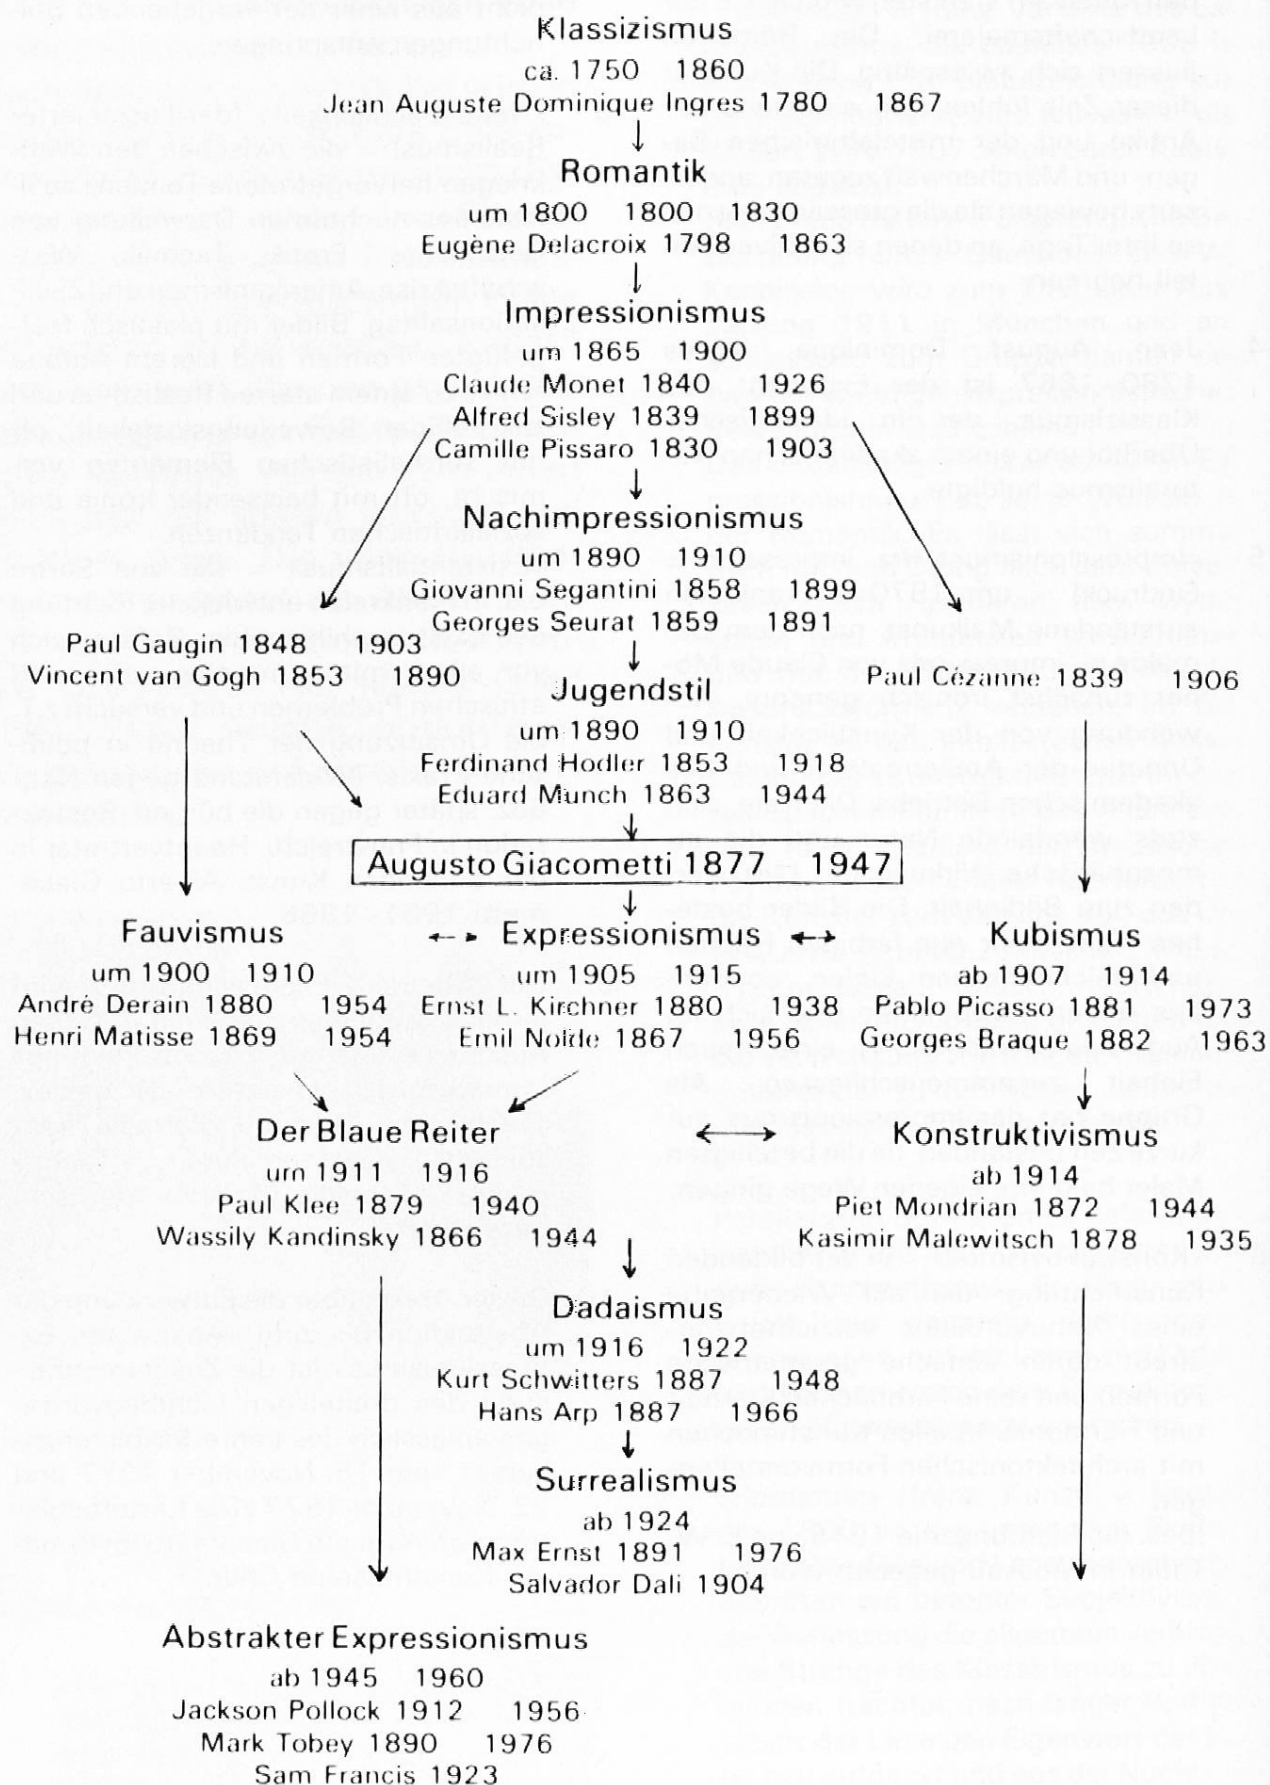 Klassizismus
ca. 1750 1860
Jean Auguste Dominique Ingres 1780 1867
Romantik
um 1800 1800 1830
Eugène Delacroix 1798 1863
Impressionismus
um 1865 1900
Claude Monet 1840 1926
Alfred Sisley 1839 1899
Camille Pissaro 1830 1903
Nachimpressionismus
um 1890 1910
Giovanni Segantini 1858 1899
Georges Seurat 1859 1891
Paul Gaugin 1848 1903
Vincent van Gogh 1853 1890
Paul Cézanne 1839 1906
Jugendstil
um 1890 1910
Ferdinand Hodler 1853 1918
Eduard Munch 1863 1944
Augusto Giacometti 1877 1947
Fauvismus
um 1900 1910
Andrè Derain 1880 1954
Henri Matisse 1869 1954
Expressionismus
um 1905 1915
Ernst L. Kirchner 1880 1938
Emil Nolde 1867 1956
Kubismus
ab 1907 1914
Pablo Picasso 1881 1973
Georges Braque 1882 1963
Der Blaue Reiter
um 1911 1916
Paul Klee 1879 1940
Wassily Kandinsky 1866 1944
Konstruktivismus
ab 1914
Piet Mondrian 1872 1944
Kasimir Malewitsch 1878 1935
Dadaismus
um 1916 1922
Kurt Schwitters 1887 1948
Hans Arp 1887 1966
Surrealismus
ab 1924
Max Ernst 1891 1976
Salvador Dali 1904
Abstrakter Expressionismus
ab 1945 1960
Jackson Pollock 1912 1956
Mark Tobey 1890 1976
Sam Francis 1923